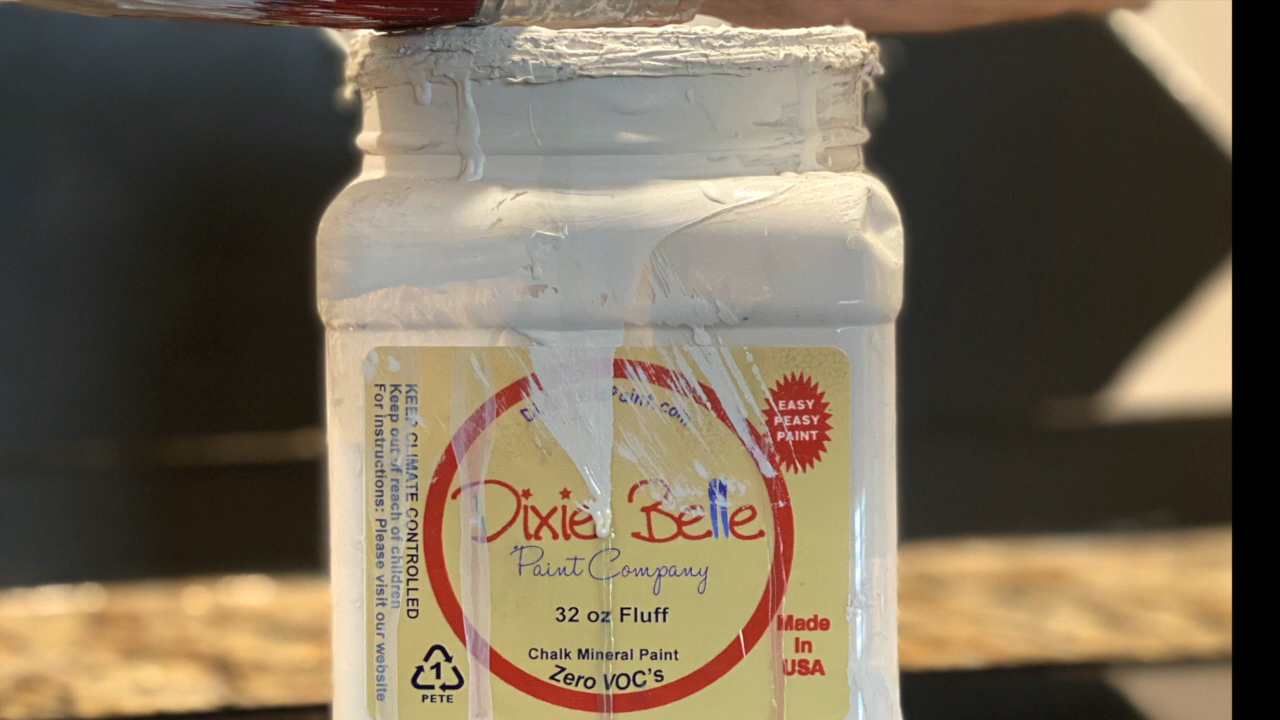 KEEP CLIMATE CONTROLLED
Keep out of reach of children
For instructions: Please visit our website
1
PETE
EASY
PEASY
PAINT
Dixie Belle
Paint Company
32 oz Fluff
Chalk Mineral Paint
Zero VOC's
Made
In
USA